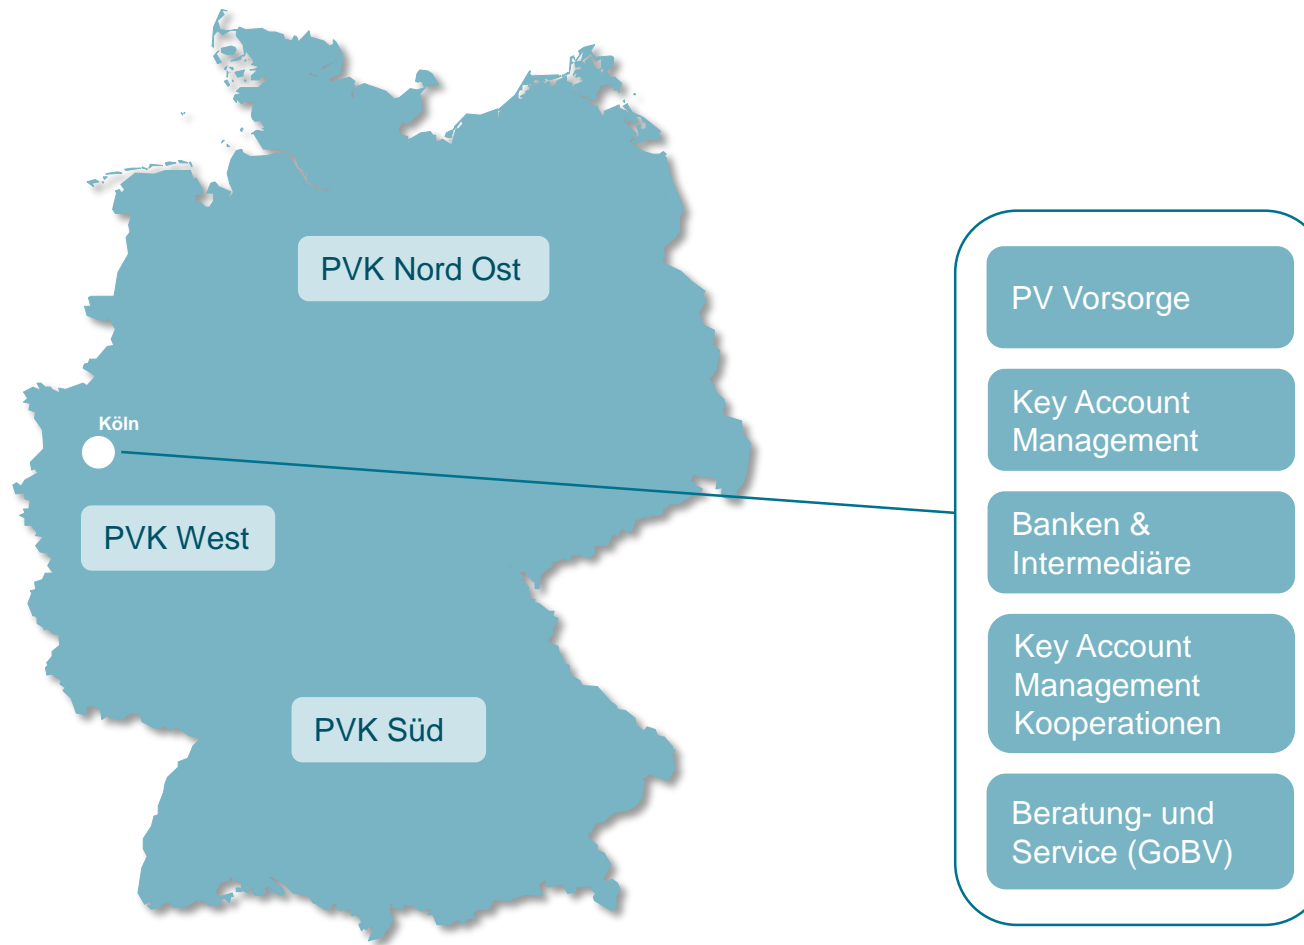 PVK Nord Ost
Köln
PVK West
PVK Süd
PV Vorsorge
Key Account
Management
Banken &
Intermediäre
Key Account
Management
Kooperationen
Beratung- und
Service (GoBV)